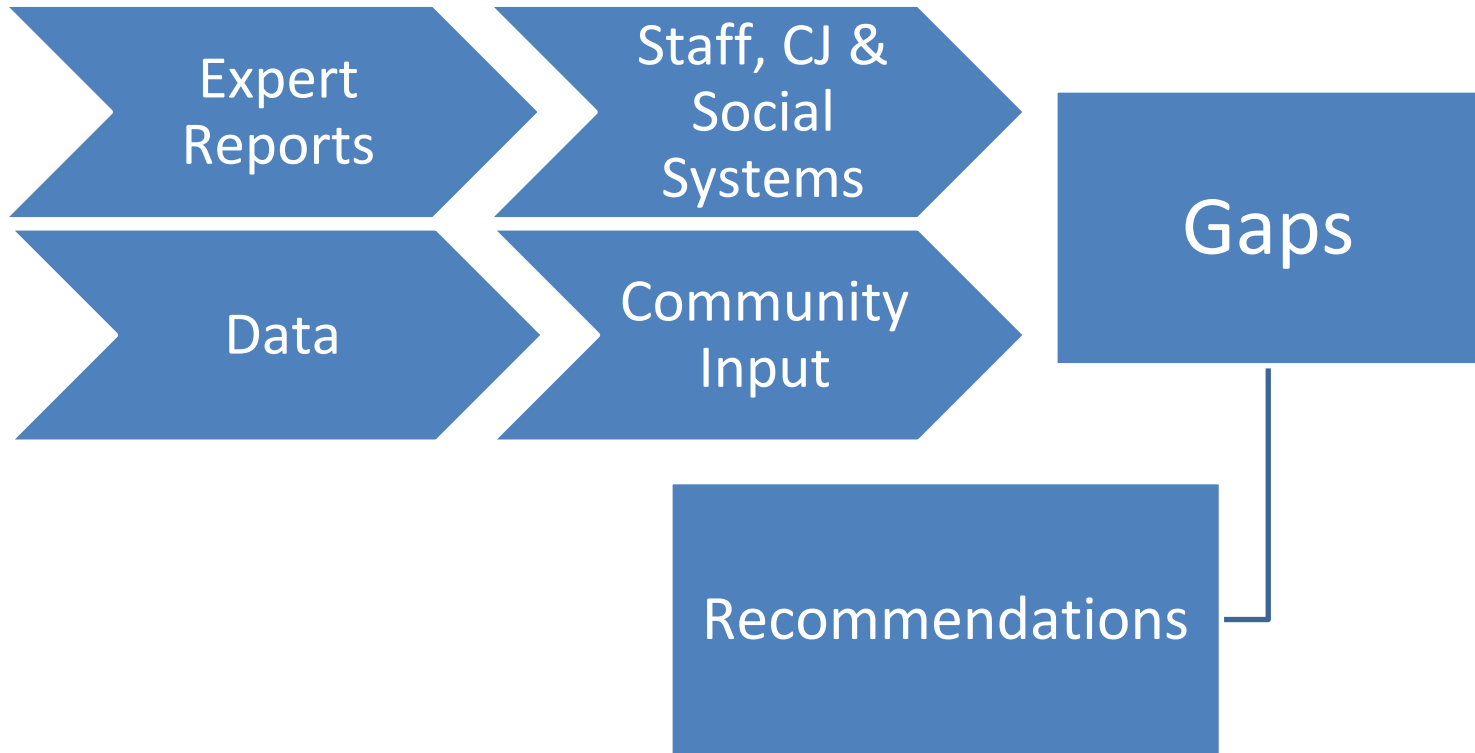 Expert
Reports
Staff, CJ &
Social
Systems
Data
Community
Input
Gaps
Recommendations